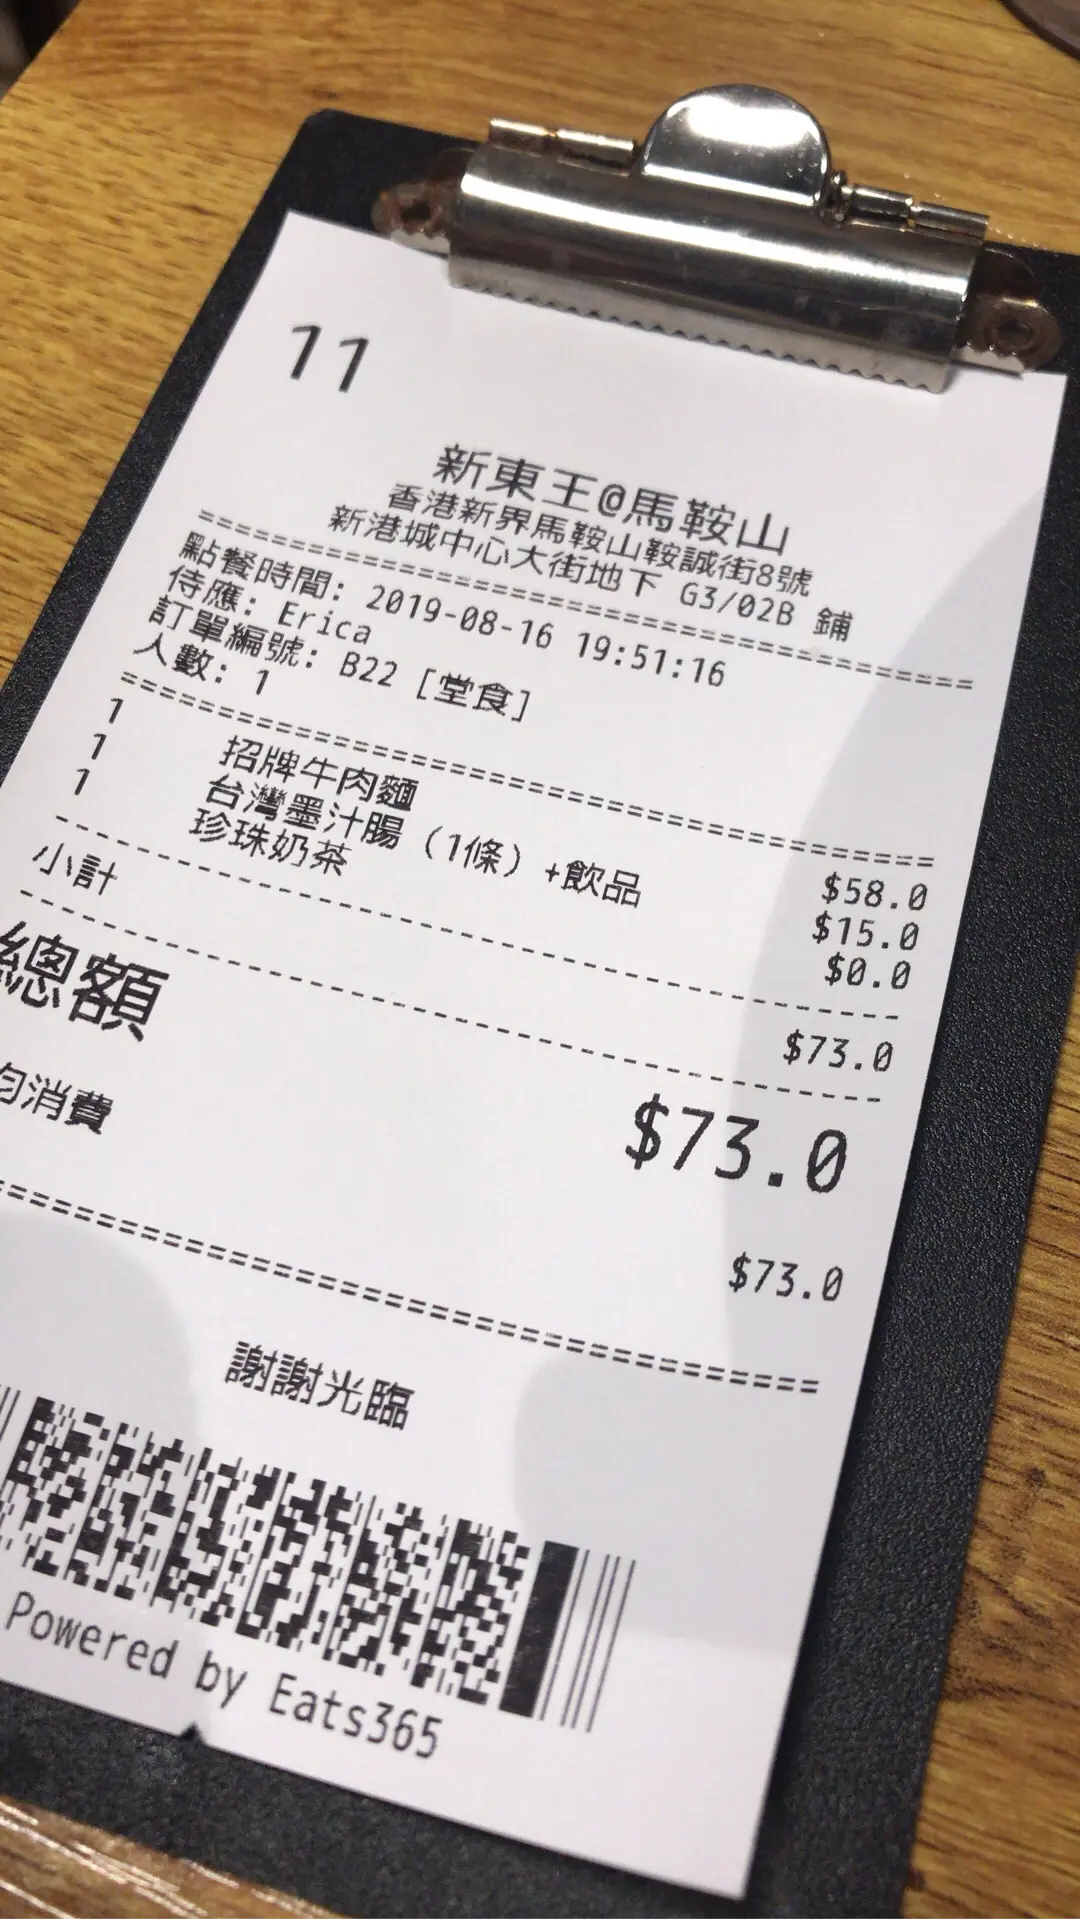 11
新東王@馬鞍山
香港新界馬鞍山鞍誠街8號
新港城中心大街地下 G3/02B 鋪
點餐時間: 2019-08-16 19:51:16
侍應: Erica
訂單編號: B22 [堂食]
人數: 1
1 招牌牛肉麵 $58.0
1 台灣墨汁腸 (1條) +飲品 $15.0
1 珍珠奶茶 $0.0
小計 $73.0
總額 $73.0
勻消費 $73.0
謝謝光臨
Powered by Eats365